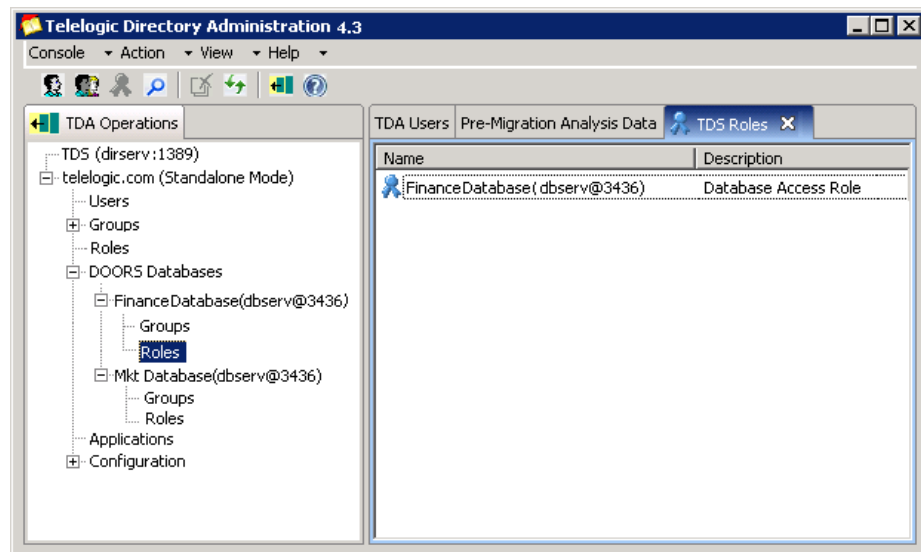 Telelogic Directory Administration 4.3
Console Action View Help
TDA Operations
TDA Users Pre-Migration Analysis Data TDS Roles
TDS (dirserv:1389)
telelogic.com (Standalone Mode)
Users
Groups
Roles
DOORS Databases
FinanceDatabase(dbserv@3436)
Groups
Roles
Mkt Database(dbserv@3436)
Groups
Roles
Applications
Configuration
Name Description
FinanceDatabase(dbserv@3436) Database Access Role